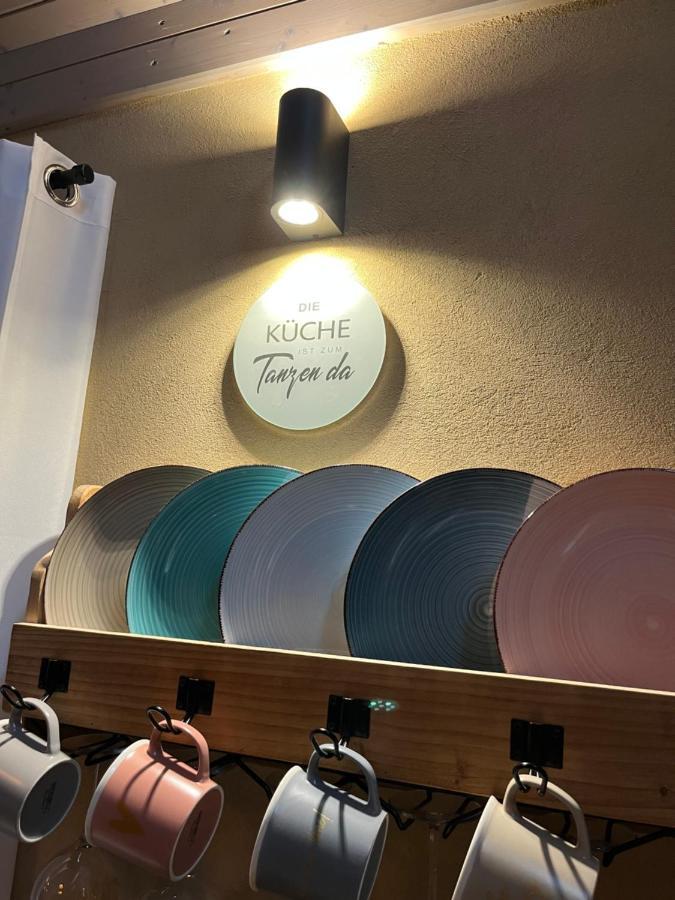 DIE
KÜCHE
IST ZUM
Tanzen da